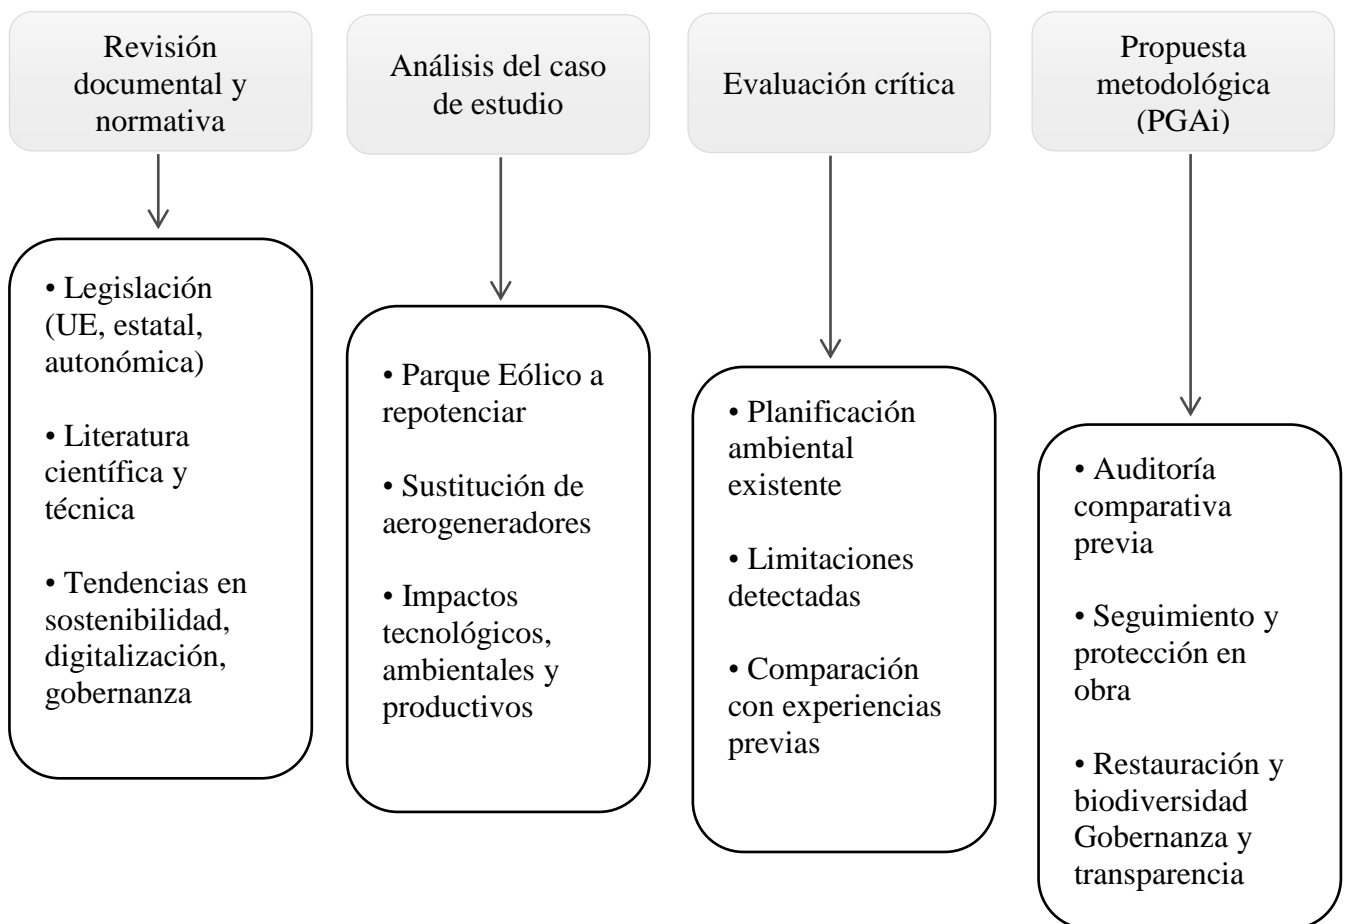 Revisión
documental y
normativa
• Legislación
(UE, estatal,
autonómica)
• Literatura
científica y
técnica
• Tendencias en
sostenibilidad,
digitalización,
gobernanza
Análisis del caso
de estudio
• Parque Eólico a
repotenciar
• Sustitución de
aerogeneradores
• Impactos
tecnológicos,
ambientales y
productivos
Evaluación crítica
• Planificación
ambiental
existente
• Limitaciones
detectadas
• Comparación
con experiencias
previas
Propuesta
metodológica
(PGAi)
• Auditoría
comparativa
previa
• Seguimiento y
protección en
obra
• Restauración y
biodiversidad
Gobernanza y
transparencia